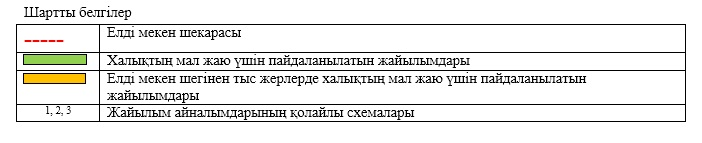 Шартты белгілер
Елді мекен шекарасы
Халықтың мал жаю үшін пайдаланылатын жайылымдары
Елді мекен шегінен тыс жерлерде халықтың мал жаю үшін пайдаланылатын
жайылымдары
1, 2, 3 Жайылым айналымдарының қолайлы схемалары